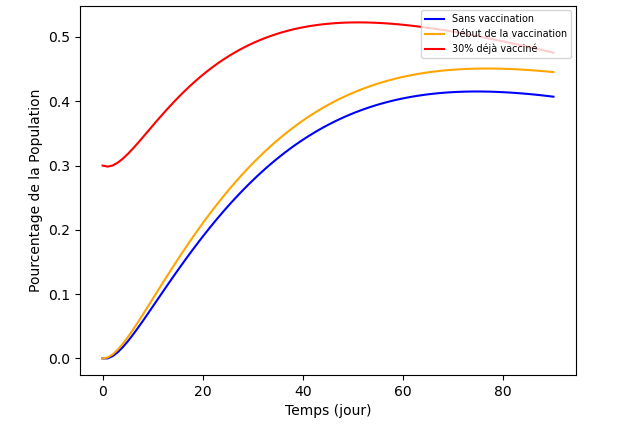 Sans vaccination
Début de la vaccination
30% déjà vacciné
0.5
0.4
0.3
0.2
0.1
0.0
Pourcentage de la Population
0 20 40 60 80
Temps (jour)